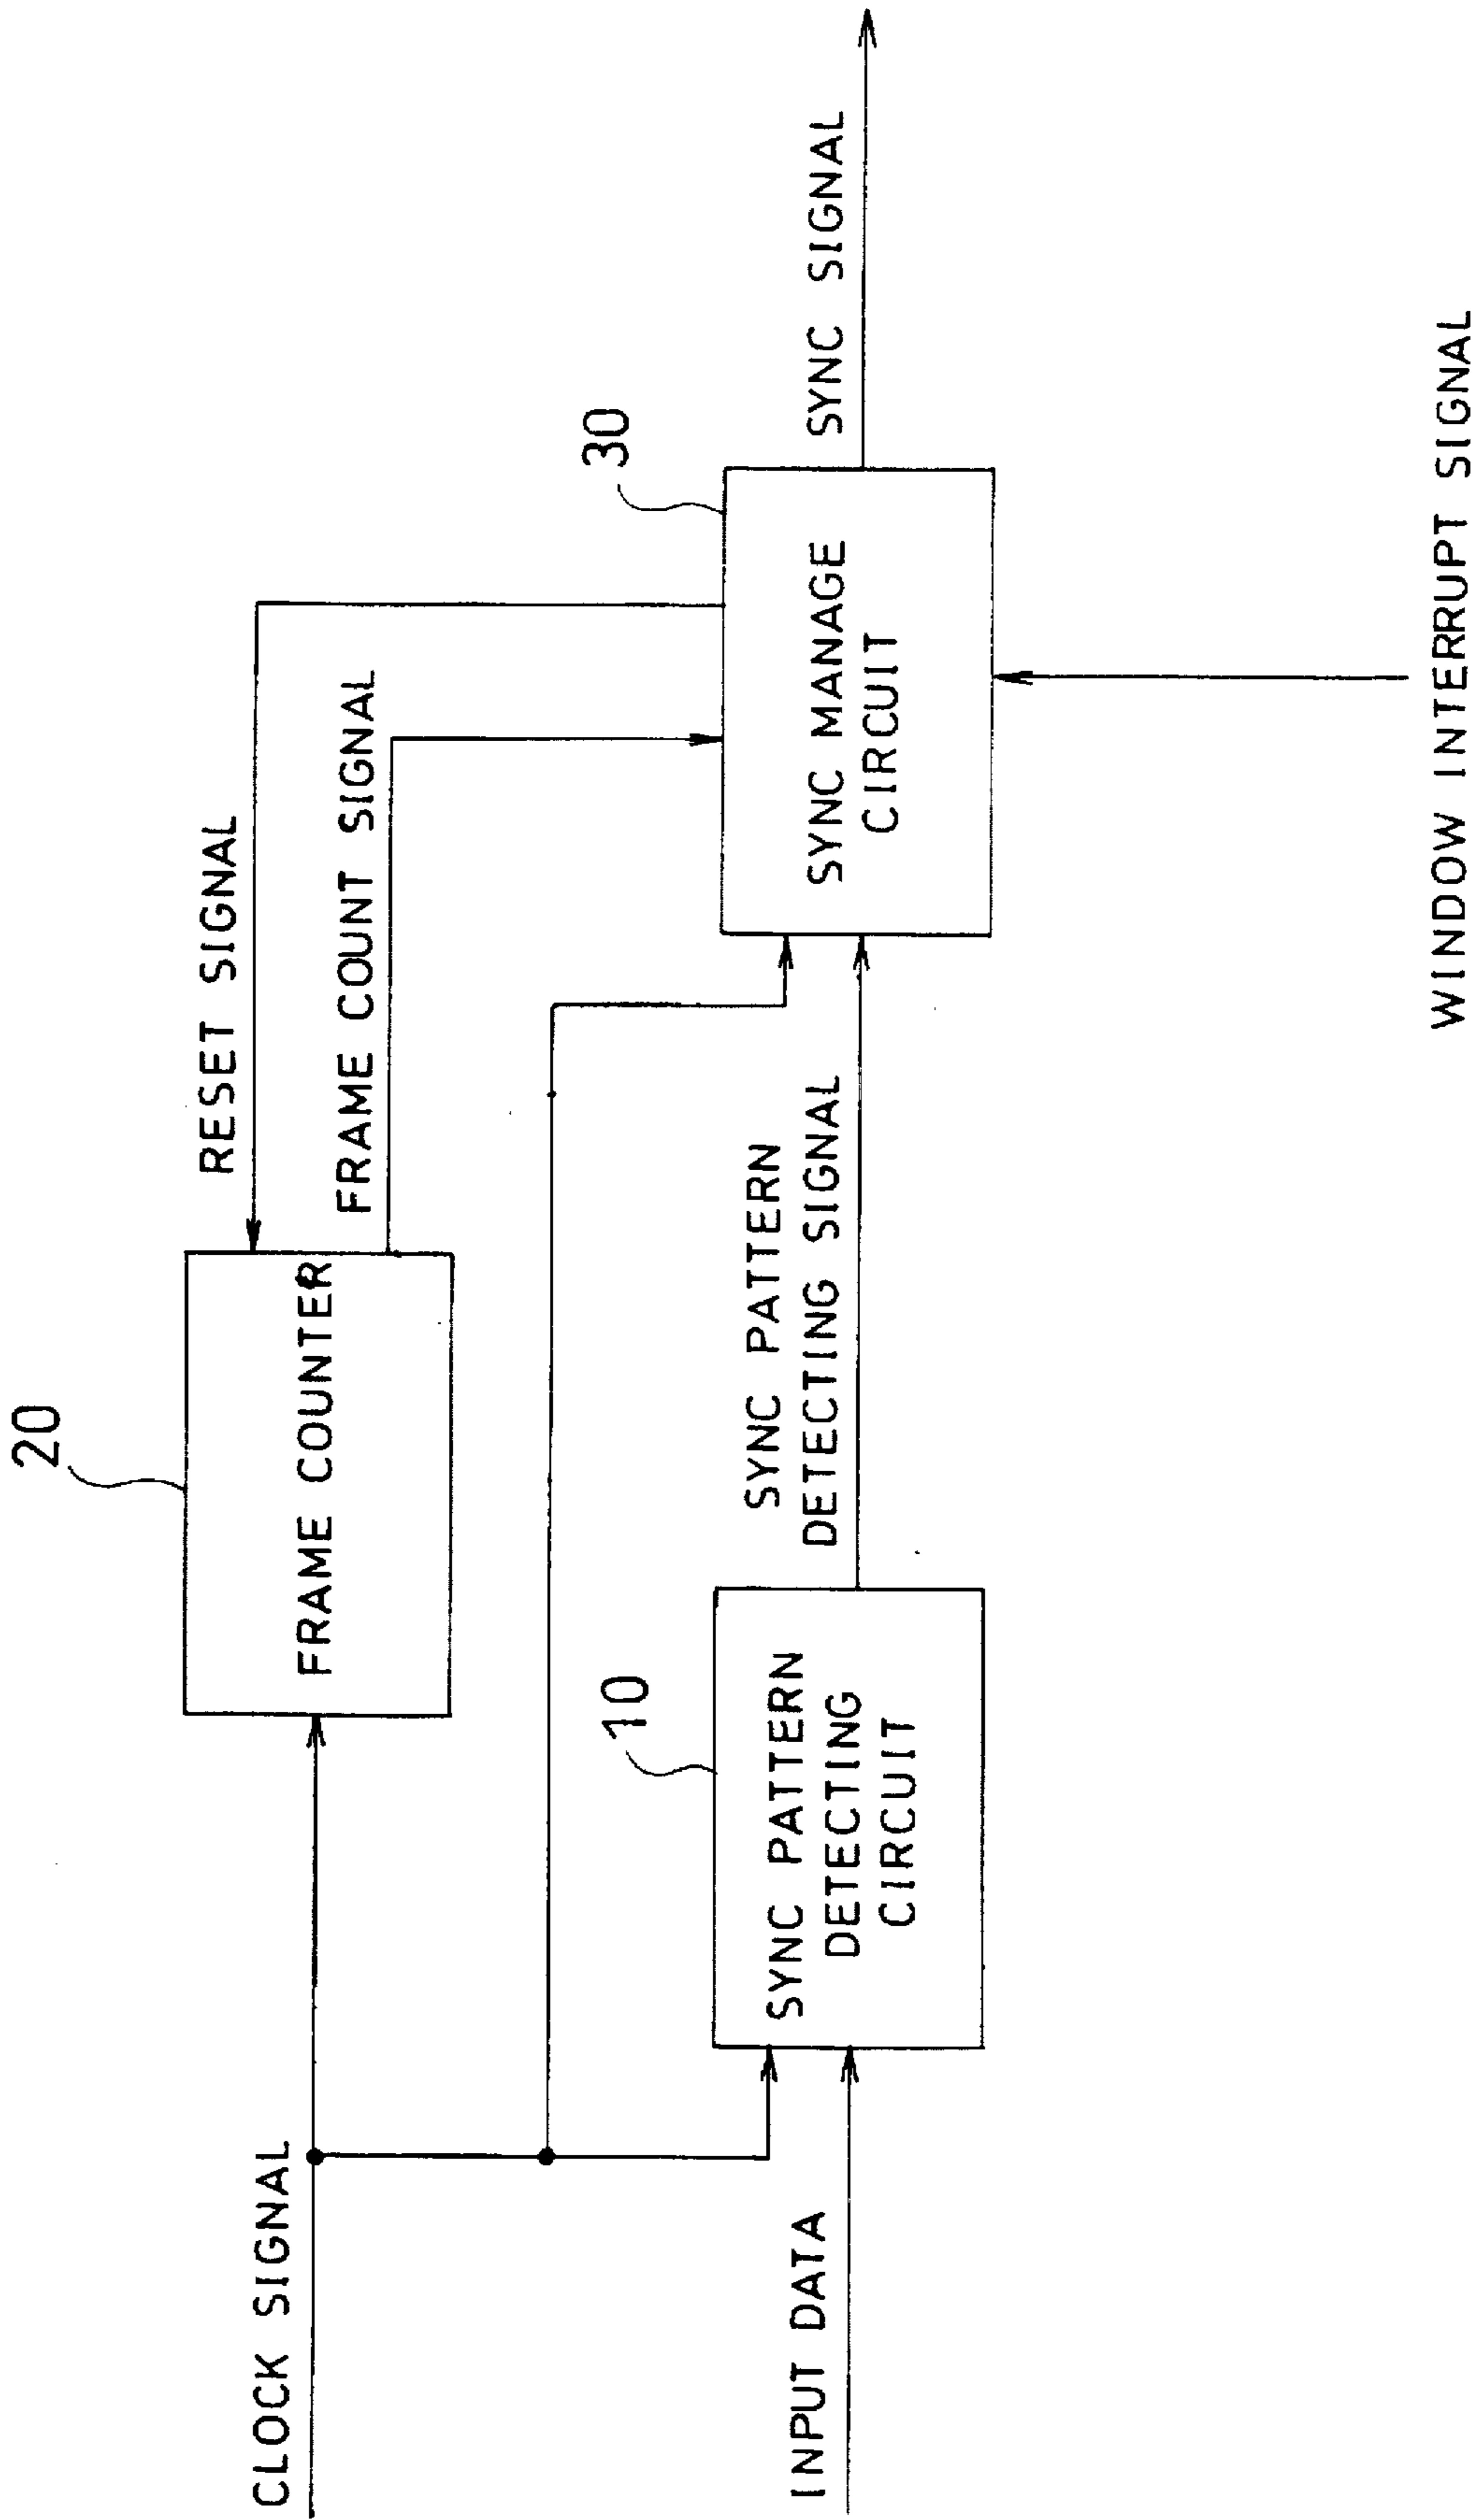 20
CLOCK SIGNAL
FRAME COUNTER
RESET SIGNAL
FRAME COUNT SIGNAL
10
30
INPUT DATA
SYNC PATTERN
DETECTING
CIRCUIT
SYNC PATTERN
DETECTING SIGNAL
SYNC MANAGE
CIRCUIT
SYNC SIGNAL
WINDOW INTERRUPT SIGNAL